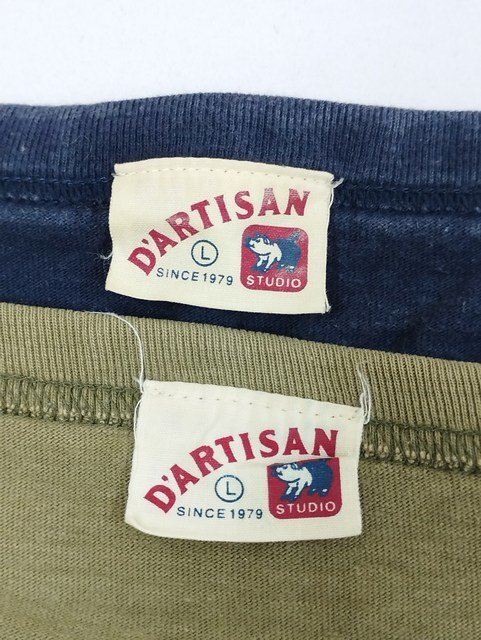 D'ARTISAN
L
SINCE 1979
STUDIO
D'ARTISAN
L
SINCE 1979
STUDIO